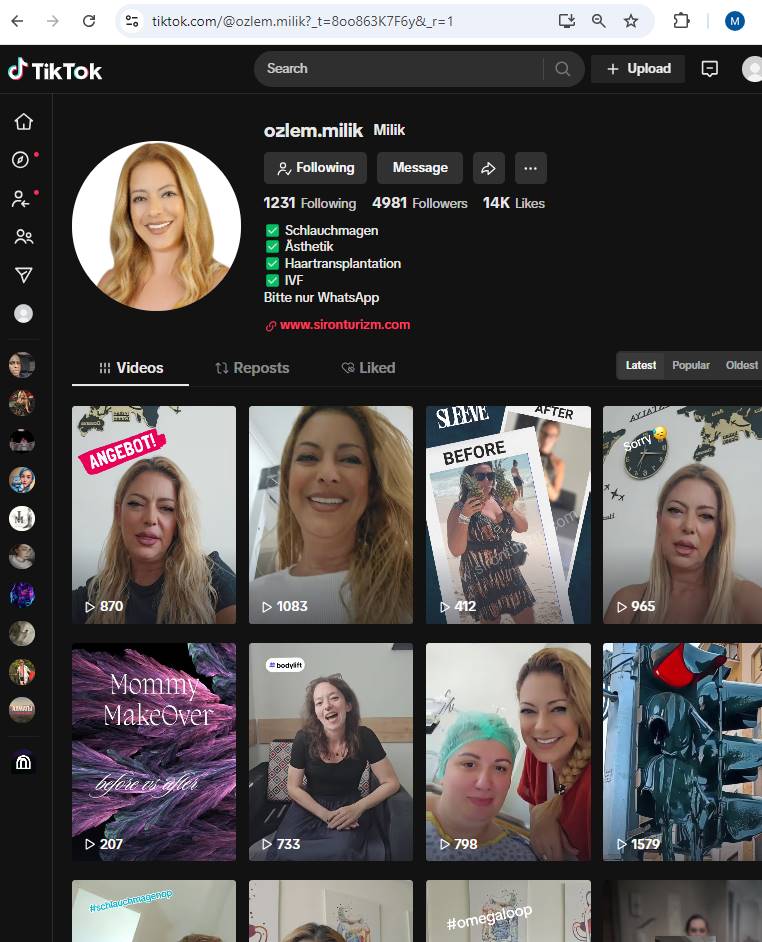 tiktok.com/@ozlem.milik?_t=8oo863K7F6y&_r=1
M
TikTok
Search
Upload
ozlem.milik Milik
Following Message
1231 Following 4981 Followers 14K Likes
✅ Schlauchmagen
✅ Ästhetik
✅ Haartransplantation
✅ IVF
Bitte nur WhatsApp
www.sironturizm.com
Videos Reposts Liked
Latest Popular Oldest
ANGEBOT!
870
1083
SLEEVE
AFTER
BEFORE
www.sironturizm.com
412
Sorry
965
Mommy
MakeOver
before vs after
207
#bodylift
733
798
1579
#schlauchmagenop
#omegaloop